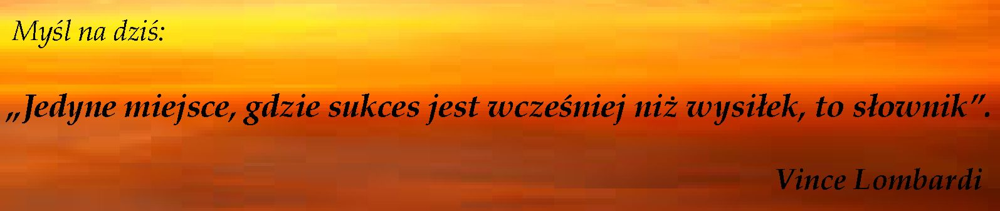 Myśl na dziś:
„Jedyne miejsce, gdzie sukces jest wcześniej niż wysiłek, to słownik”.
Vince Lombardi